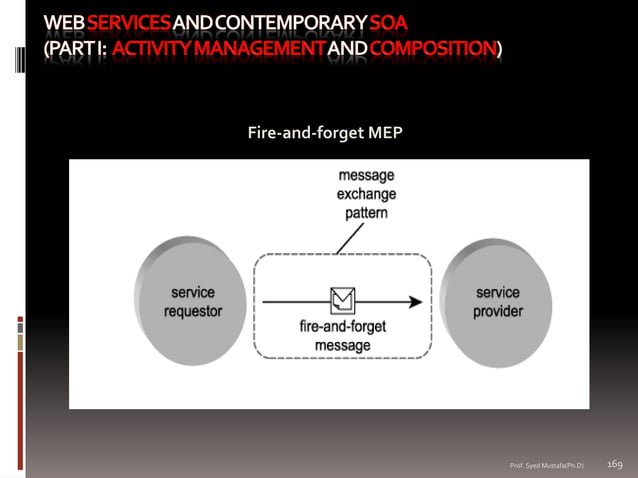 WEB SERVICES AND CONTEMPORARY SOA
(PART I: ACTIVITY MANAGEMENT AND COMPOSITION)
Fire-and-forget MEP
message
exchange
pattern
service
requestor
fire-and-forget
message
service
provider
Prof. Syed Mustafa(Ph.D)
169